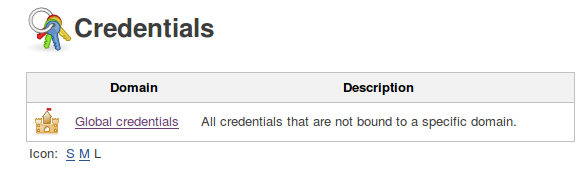 Credentials
Domain Description
Global credentials All credentials that are not bound to a specific domain.
Icon: S M L